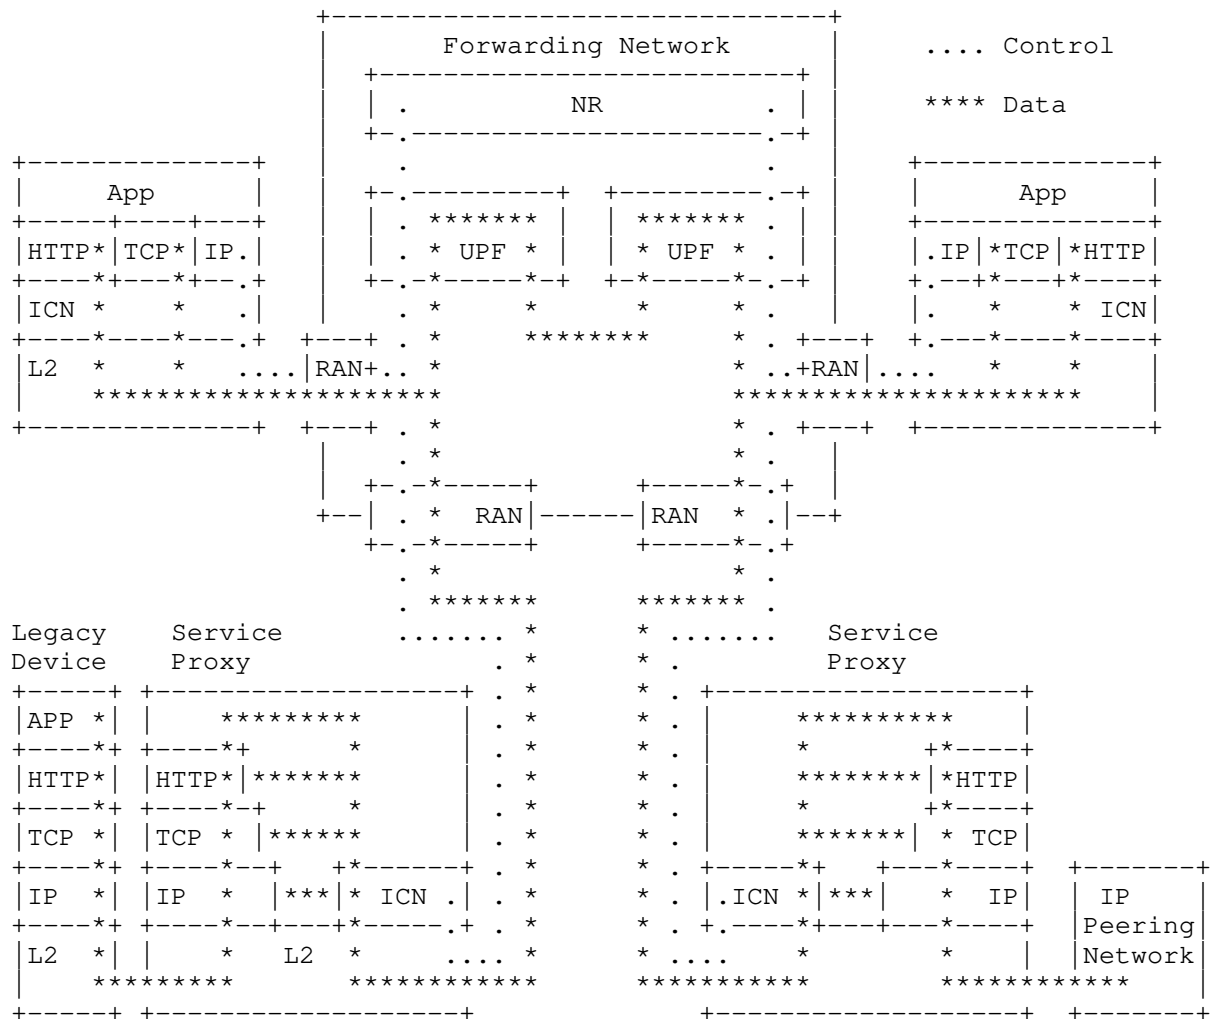 Forwarding Network
.... Control
NR
**** Data
App
App
HTTP TCP IP
UPF
UPF
IP TCP HTTP
ICN
ICN
L2
RAN
RAN
RAN
RAN
Legacy Device
Service Proxy
Service Proxy
APP
HTTP
HTTP
HTTP
TCP
TCP
TCP
IP
IP
ICN
ICN
IP
IP Peering Network
L2
L2